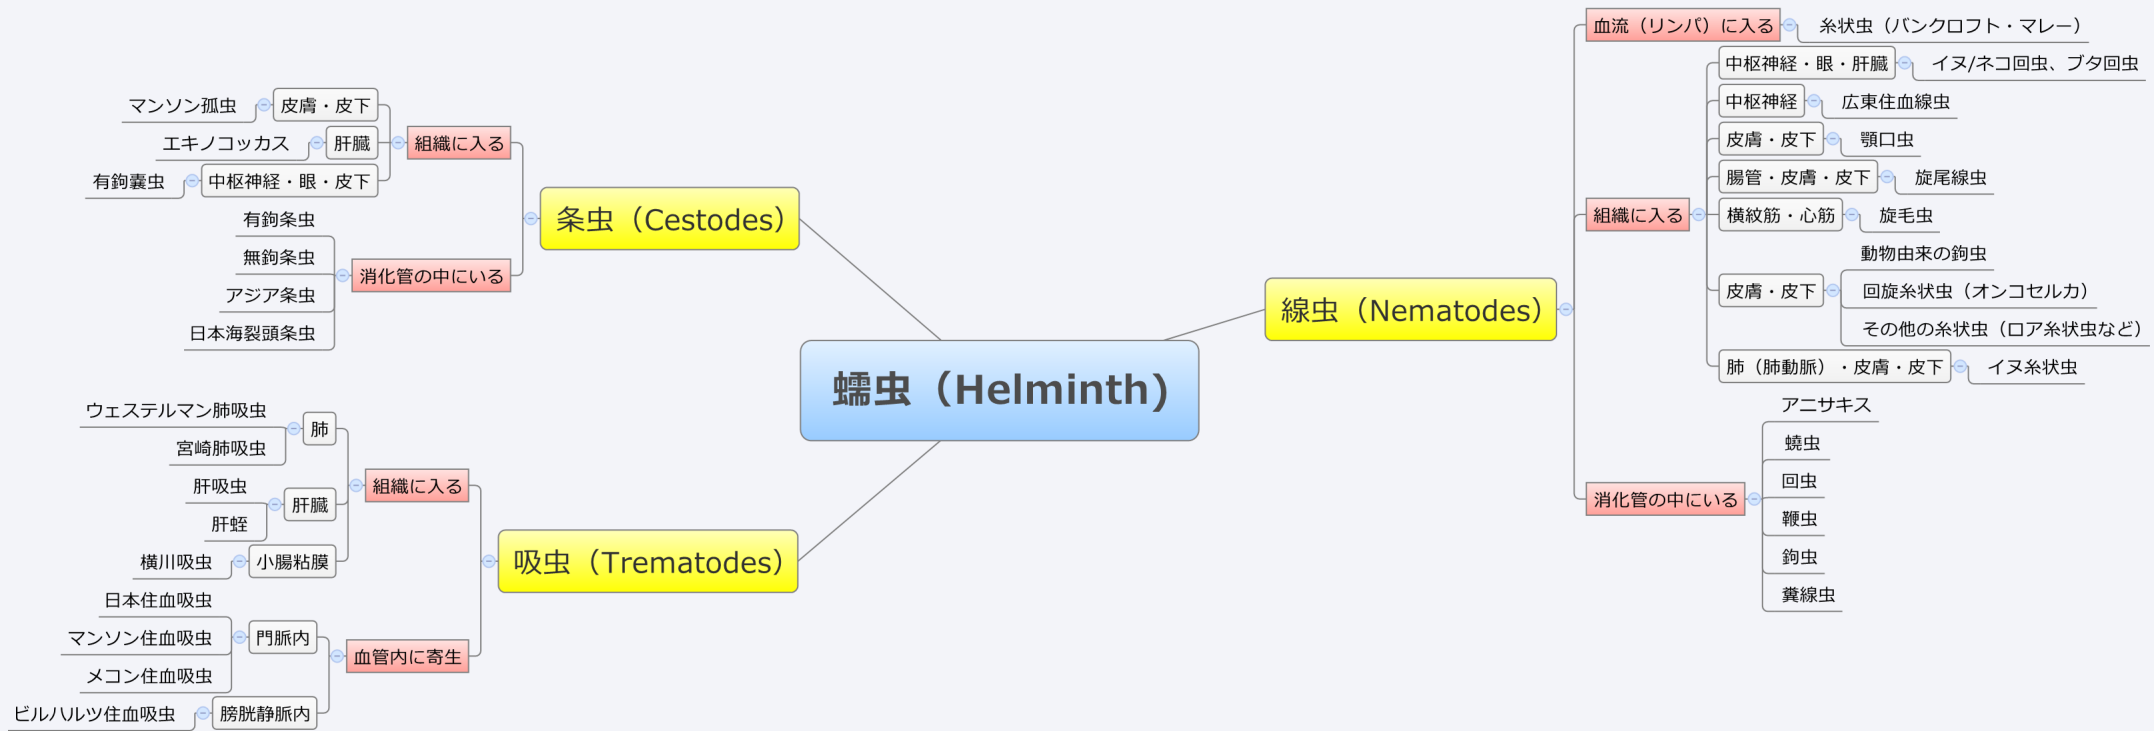 蠕虫（Helminth)
線虫（Nematodes）
血流（リンパ）に入る
糸状虫（バンクロフト・マレー）
組織に入る
中枢神経・眼・肝臓
イヌ/ネコ回虫、ブタ回虫
中枢神経
広東住血線虫
皮膚・皮下
顎口虫
腸管・皮膚・皮下
旋尾線虫
横紋筋・心筋
旋毛虫
皮膚・皮下
動物由来の鉤虫
回旋糸状虫（オンコセルカ）
その他の糸状虫（ロア糸状虫など）
肺（肺動脈）・皮膚・皮下
イヌ糸状虫
消化管の中にいる
アニサキス
蟯虫
回虫
鞭虫
鉤虫
糞線虫
条虫（Cestodes）
組織に入る
皮膚・皮下
マンソン孤虫
肝臓
エキノコッカス
中枢神経・眼・皮下
有鉤嚢虫
消化管の中にいる
有鉤条虫
無鉤条虫
アジア条虫
日本海裂頭条虫
吸虫（Trematodes）
組織に入る
肺
ウェステルマン肺吸虫
宮崎肺吸虫
肝臓
肝吸虫
肝蛭
小腸粘膜
横川吸虫
血管内に寄生
門脈内
日本住血吸虫
マンソン住血吸虫
メコン住血吸虫
膀胱静脈内
ビルハルツ住血吸虫